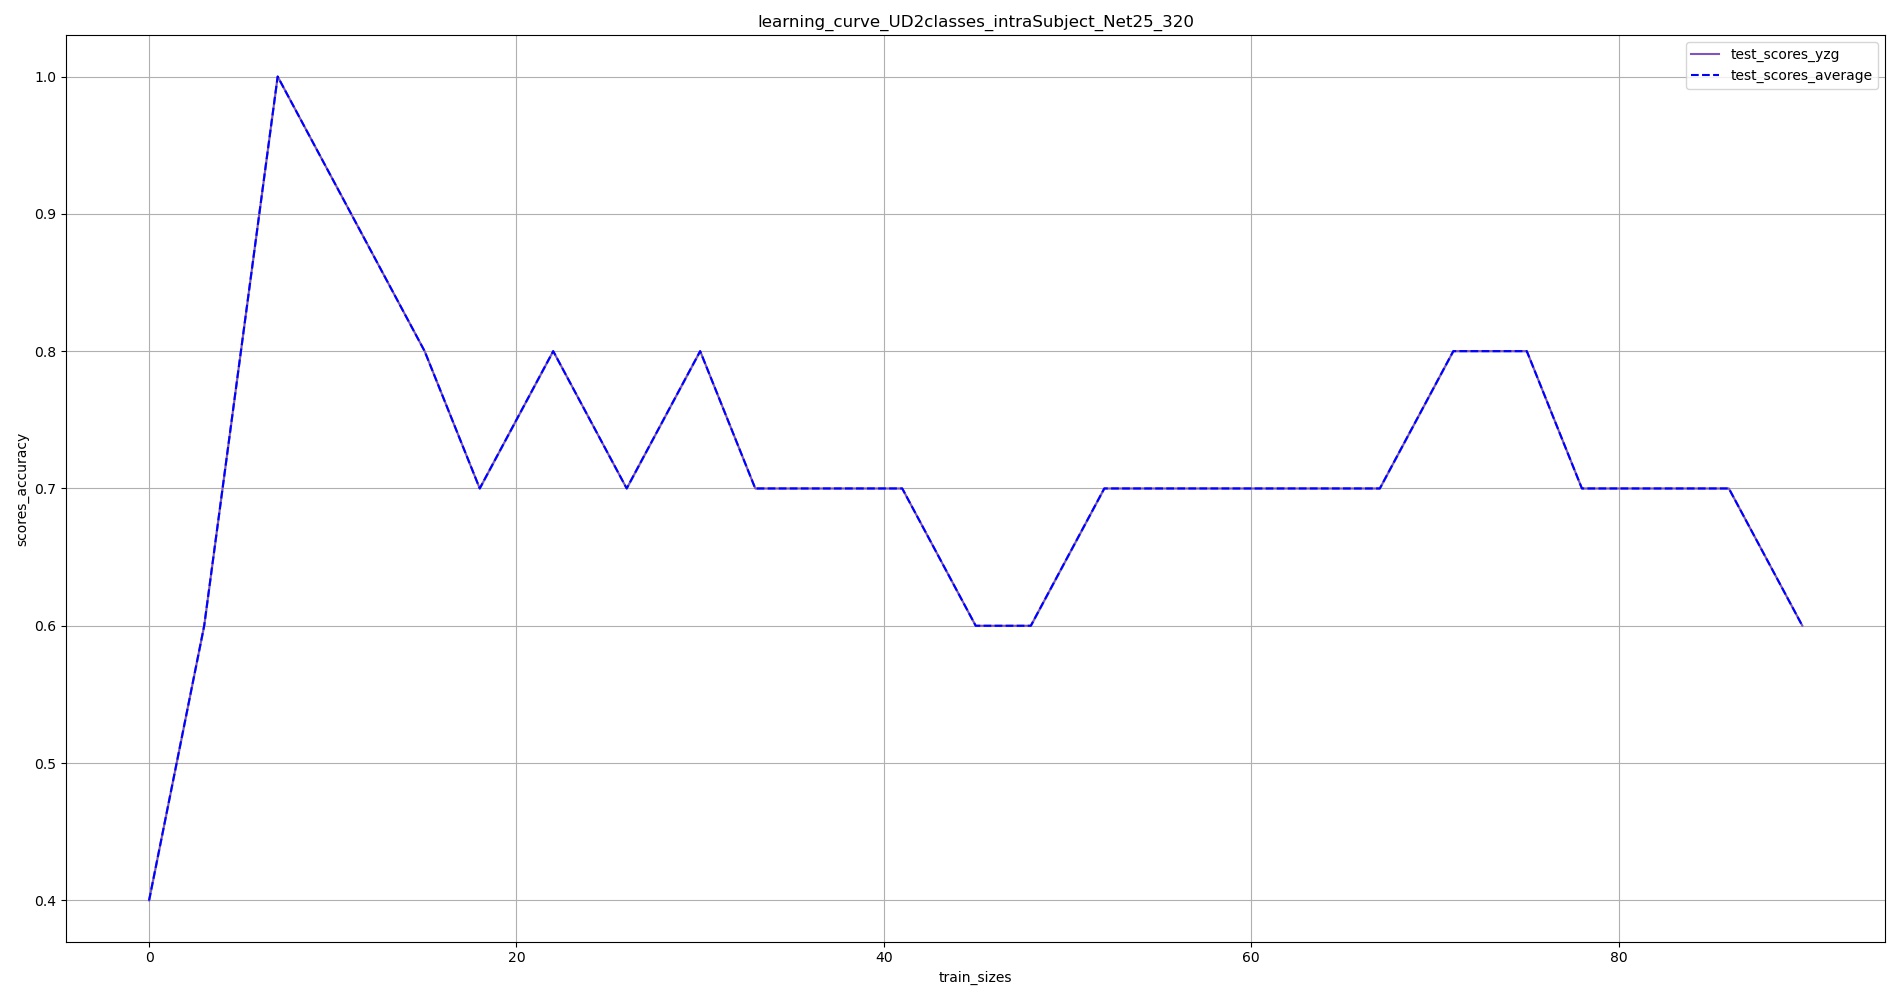 learning_curve_UD2classes_intraSubject_Net25_320
test_scores_yzg
test_scores_average
1.0
0.9
0.8
0.7
0.6
0.5
0.4
scores_accuracy
0 20 40 60 80
train_sizes